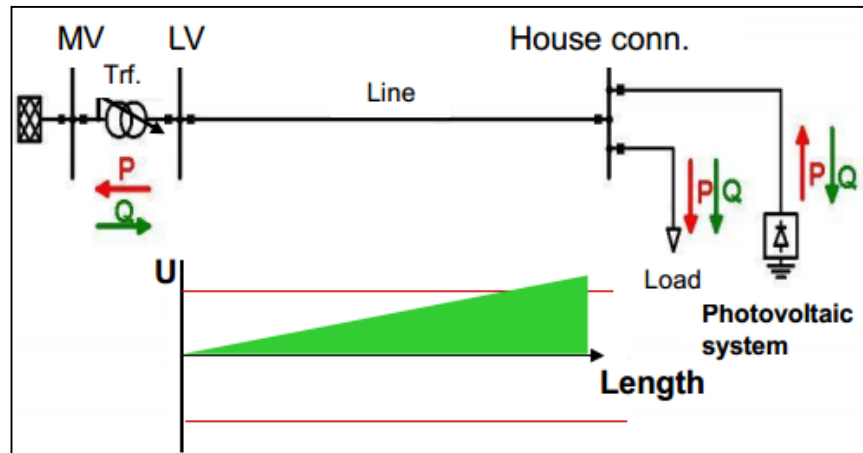 MV LV House conn.
Trf.
Line
P
Q
P Q
P Q
U
Load
Photovoltaic
system
Length